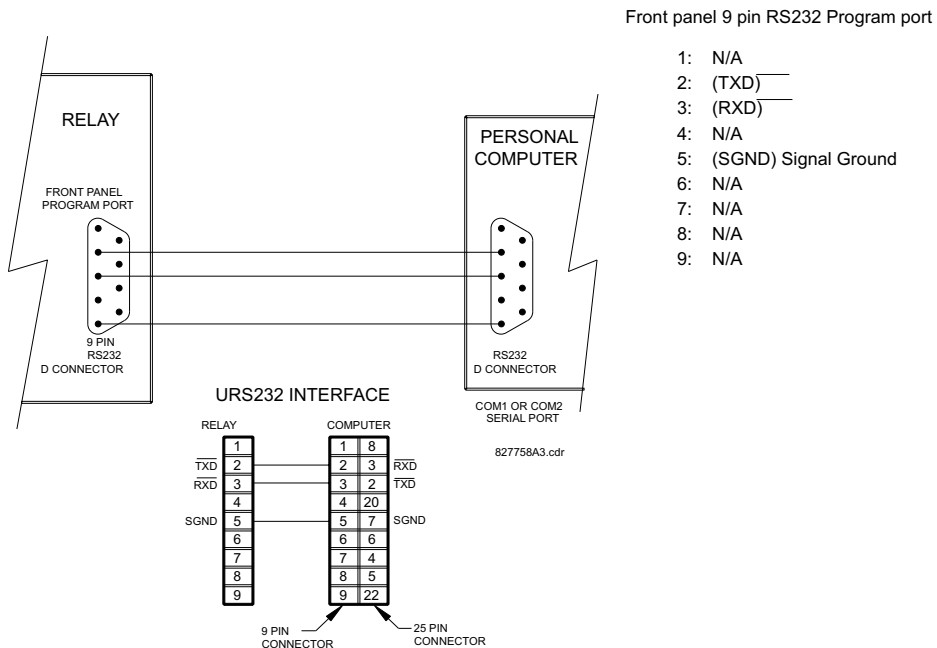 Front panel 9 pin RS232 Program port
1: N/A
2: (TXD)
3: (RXD)
4: N/A
5: (SGND) Signal Ground
6: N/A
7: N/A
8: N/A
9: N/A
RELAY
FRONT PANEL
PROGRAM PORT
9 PIN
RS232
D CONNECTOR
PERSONAL
COMPUTER
RS232
D CONNECTOR
COM1 OR COM2
SERIAL PORT
827758A3.cdr
URS232 INTERFACE
RELAY COMPUTER
1 1 8
TXD 2 2 3 RXD
RXD 3 3 2 TXD
4 4 20
SGND 5 5 7 SGND
6 6 6
7 7 4
8 8 5
9 9 22
9 PIN
CONNECTOR
25 PIN
CONNECTOR